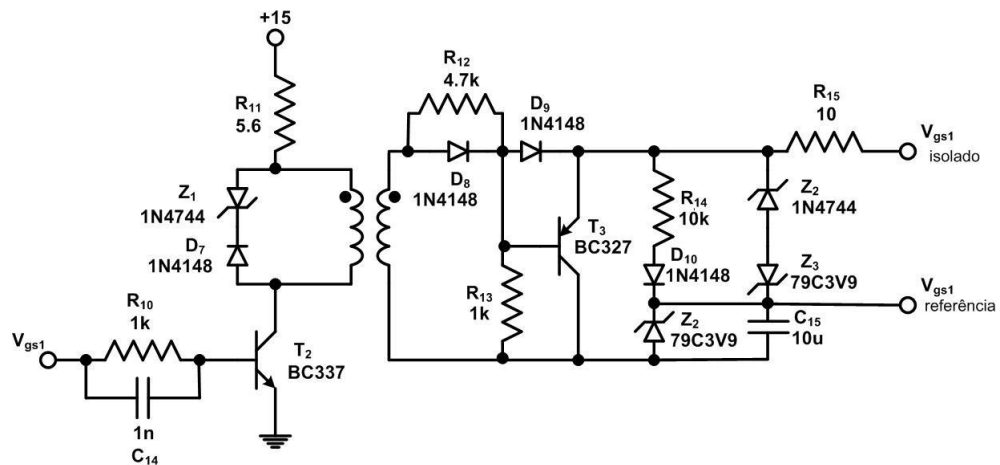 +15
R11
5.6
Z1
1N4744
D7
1N4148
R10
1k
Vgs1
1n
C14
T2
BC337
R12
4.7k
D8
1N4148
D9
1N4148
R13
1k
T3
BC327
R14
10k
D10
1N4148
Z2
79C3V9
Z2
1N4744
Z3
79C3V9
C15
10u
R15
10
Vgs1
isolado
Vgs1
referência